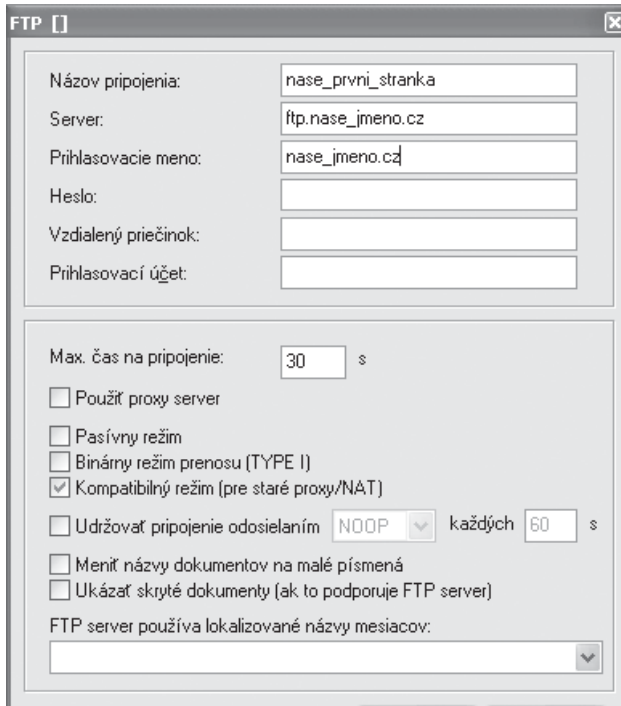 FTP []
Názov pripojenia: nase_prvni_stranka
Server: ftp.nase_jmeno.cz
Prihlasovacie meno: nase_jmeno.cz
Heslo:
Vzdialený priečinok:
Prihlasovací účet:
Max. čas na pripojenie: 30 s
Použiť proxy server
Pasívny režim
Binárny režim prenosu (TYPE I)
Kompatibilný režim (pre staré proxy/NAT)
Udržovať pripojenie odosielaním NOOP každých 60 s
Meniť názvy dokumentov na malé písmená
Ukázať skryté dokumenty (ak to podporuje FTP server)
FTP server používa lokalizované názvy mesiacov: